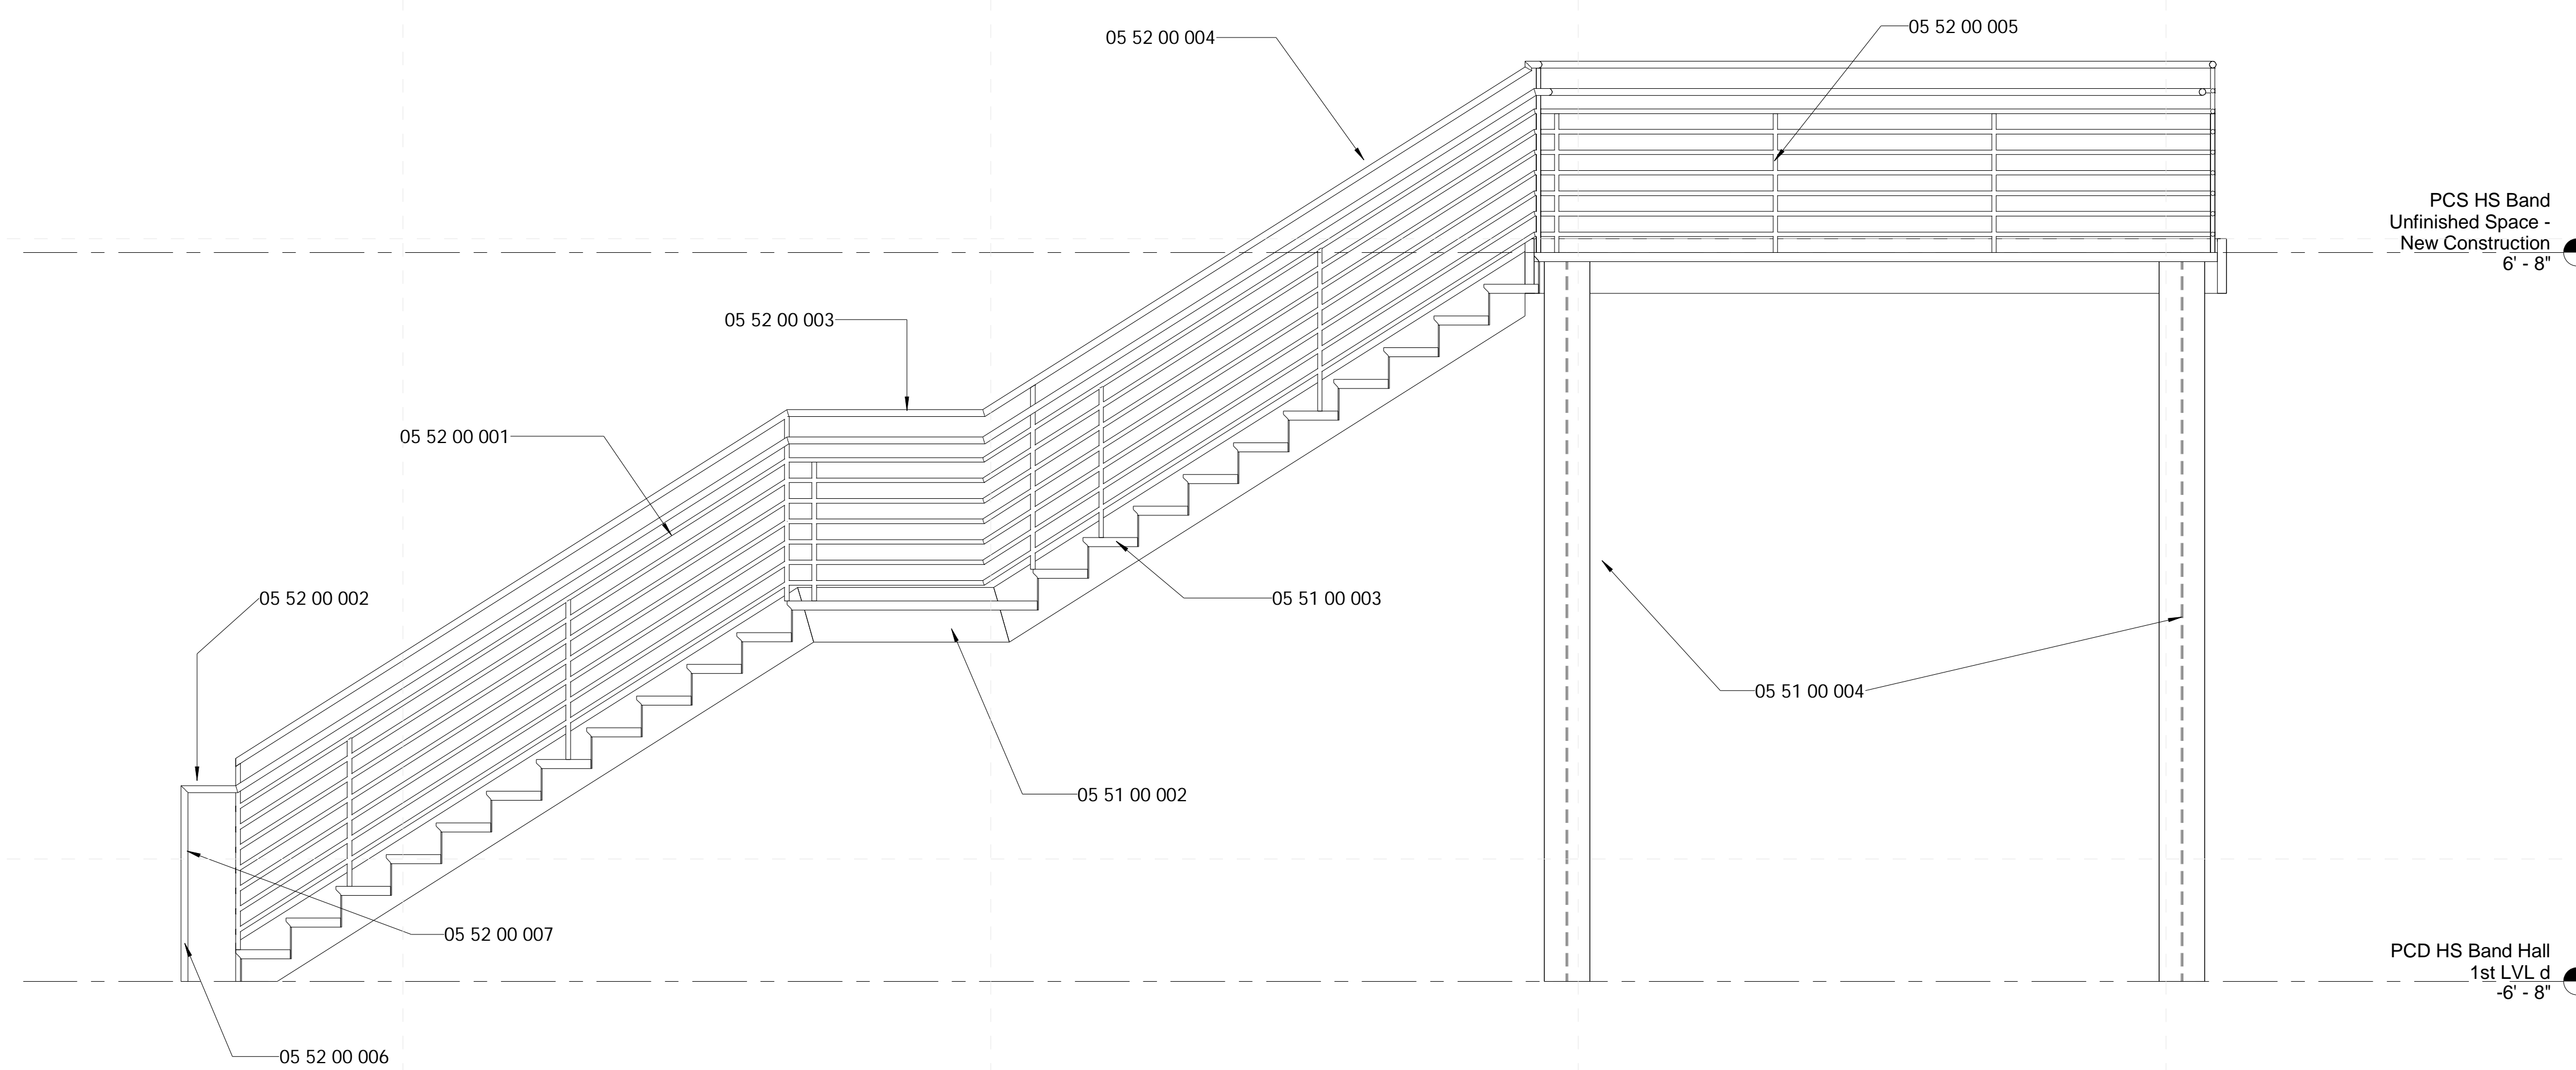 05 52 00 005
05 52 00 004
PCS HS Band
Unfinished Space -
New Construction
6' - 8"
05 52 00 003
05 52 00 001
05 52 00 002
05 51 00 003
05 51 00 004
05 51 00 002
05 52 00 007
PCD HS Band Hall
1st LVL d
-6' - 8"
05 52 00 006